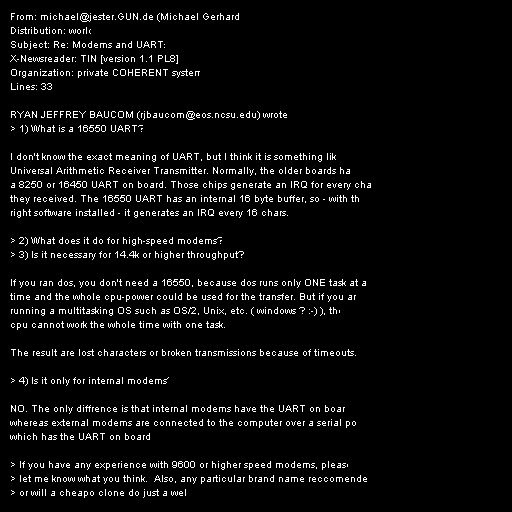 From: michael@jester.GUN.de (Michael Gerhard
Distribution: work
Subject: Re: Modems and UART:
X-Newsreader: TIN [version 1.1 PL8]
Organization: private COHERENT system
Lines: 33
RYAN JEFFREY BAUCOM (rjbaucom@eos.ncsu.edu) wrote
> 1) What is a 16550 UART?
I don't know the exact meaning of UART, but I think it is something lik
Universal Arithmetic Receiver Transmitter. Normally, the older boards ha
a 8250 or 16450 UART on board. Those chips generate an IRQ for every cha
they received. The 16550 UART has an internal 16 byte buffer, so - with th
right software installed - it generates an IRQ every 16 chars.
> 2) What does it do for high-speed modems?
> 3) Is it necessary for 14.4k or higher throughput?
If you ran dos, you don't need a 16550, because dos runs only ONE task at a
time and the whole cpu-power could be used for the transfer. But if you ar
running a multitasking OS such as OS/2, Unix, etc. ( windows ? :-) ), the
cpu cannot work the whole time with one task.
The result are lost characters or broken transmissions because of timeouts.
> 4) Is it only for internal modems
NO. The only diffrence is that internal modems have the UART on boar
whereas external modems are connected to the computer over a serial po
which has the UART on board
> If you have any experience with 9600 or higher speed modems, please
> let me know what you think.  Also, any particular brand name reccomende
> or will a cheapo clone do just a wel